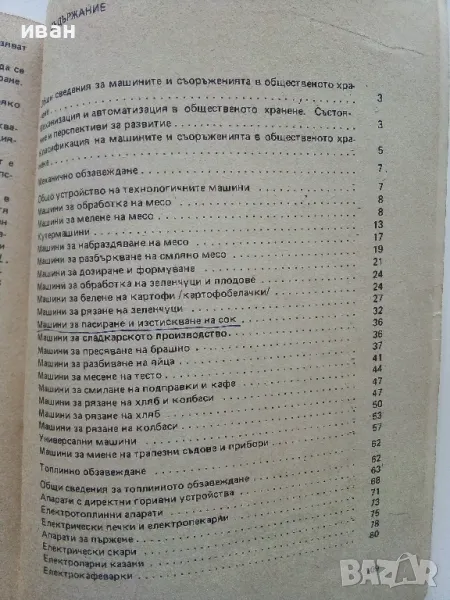 иван
СЪДЪРЖАНИЕ
Общи сведения за машините и съоръженията в общественото хра-
нене 3
Механизация и автоматизация в общественото хранене. Състоя-
ние и перспективи за развитие 3
Класификация на машините и съоръженията в общественото хра-
нене 5
Механично обзавеждане 7
Общо устройство на технологичните машини 7
Машини за обработка на месо 8
Машини за мелене на месо 8
Кутермашини 13
Машини за набраздяване на месо 17
Машини за разбъркване на смляно месо 19
Машини за дозиране и формуване 21
Машини за обработка на зеленчуци и плодове 24
Машини за белене на картофи /картофобелачки/ 24
Машини за рязане на зеленчуци 27
Машини за пасиране и изстискване на сок 32
Машини за сладкарското производство 36
Машини за пресяване на брашно 36
Машини за разбиване на яйца 37
Машини за месене на тесто 41
Машини за смилане на подправки и кафе 44
Машини за рязане на хляб и колбаси 47
Машини за рязане на хляб 47
Машини за рязане на колбаси 50
Универсални машини 53
Машини за миене на трапезни съдове и прибори 57
Топлинно обзавеждане 62
Общи сведения за топлинното обзавеждане 62
Апарати с директни горивни устройства 63
Електротоплинни апарати 68
Електрически печки и електропекарни 71
Апарати за пържене 73
Електрически скари 75
Електропарни казани 78
Електрокафеварки 80
BAZAR